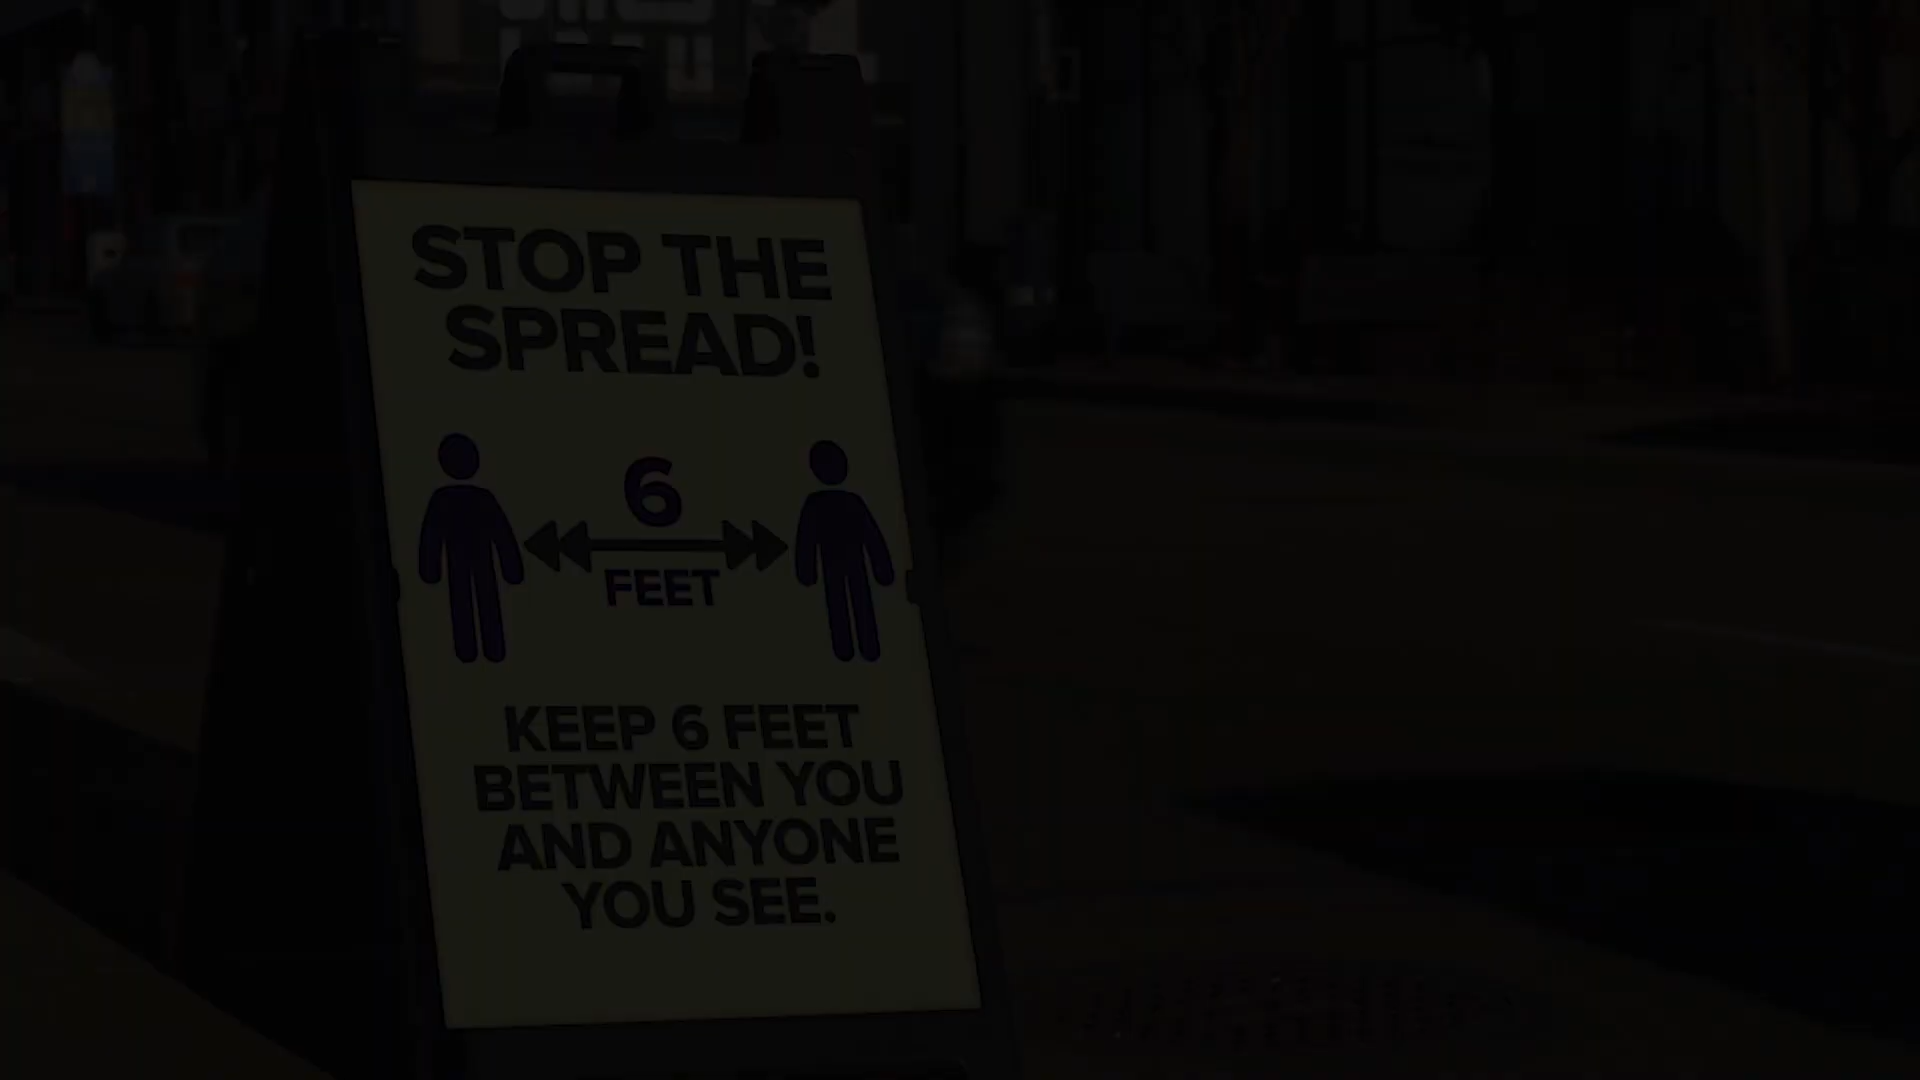 STOP THE
SPREAD!
6
FEET
KEEP 6 FEET
BETWEEN YOU
AND ANYONE
YOU SEE.